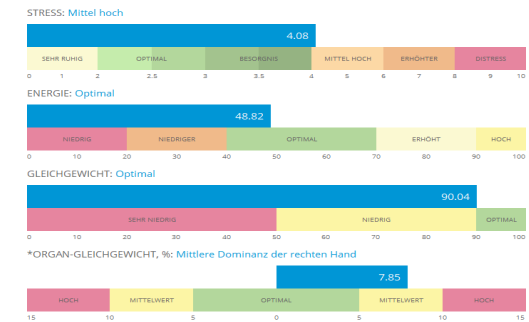 STRESS: Mittel hoch
4.08
SEHR RUHIG OPTIMAL BESORGNIS MITTEL HOCH ERHÖHTER DISTRESS
0 1 2 2.5 3 3.5 4 5 6 7 8 9 10
ENERGIE: Optimal
48.82
NIEDRIG NIEDRIGER OPTIMAL ERHÖHT HOCH
0 10 20 30 40 50 60 70 80 90 100
GLEICHGEWICHT: Optimal
90.04
SEHR NIEDRIG NIEDRIG OPTIMAL
0 10 20 30 40 50 60 70 80 90 100
*ORGAN-GLEICHGEWICHT, %: Mittlere Dominanz der rechten Hand
7.85
HOCH MITTELWERT OPTIMAL MITTELWERT HOCH
15 10 5 0 5 10 15